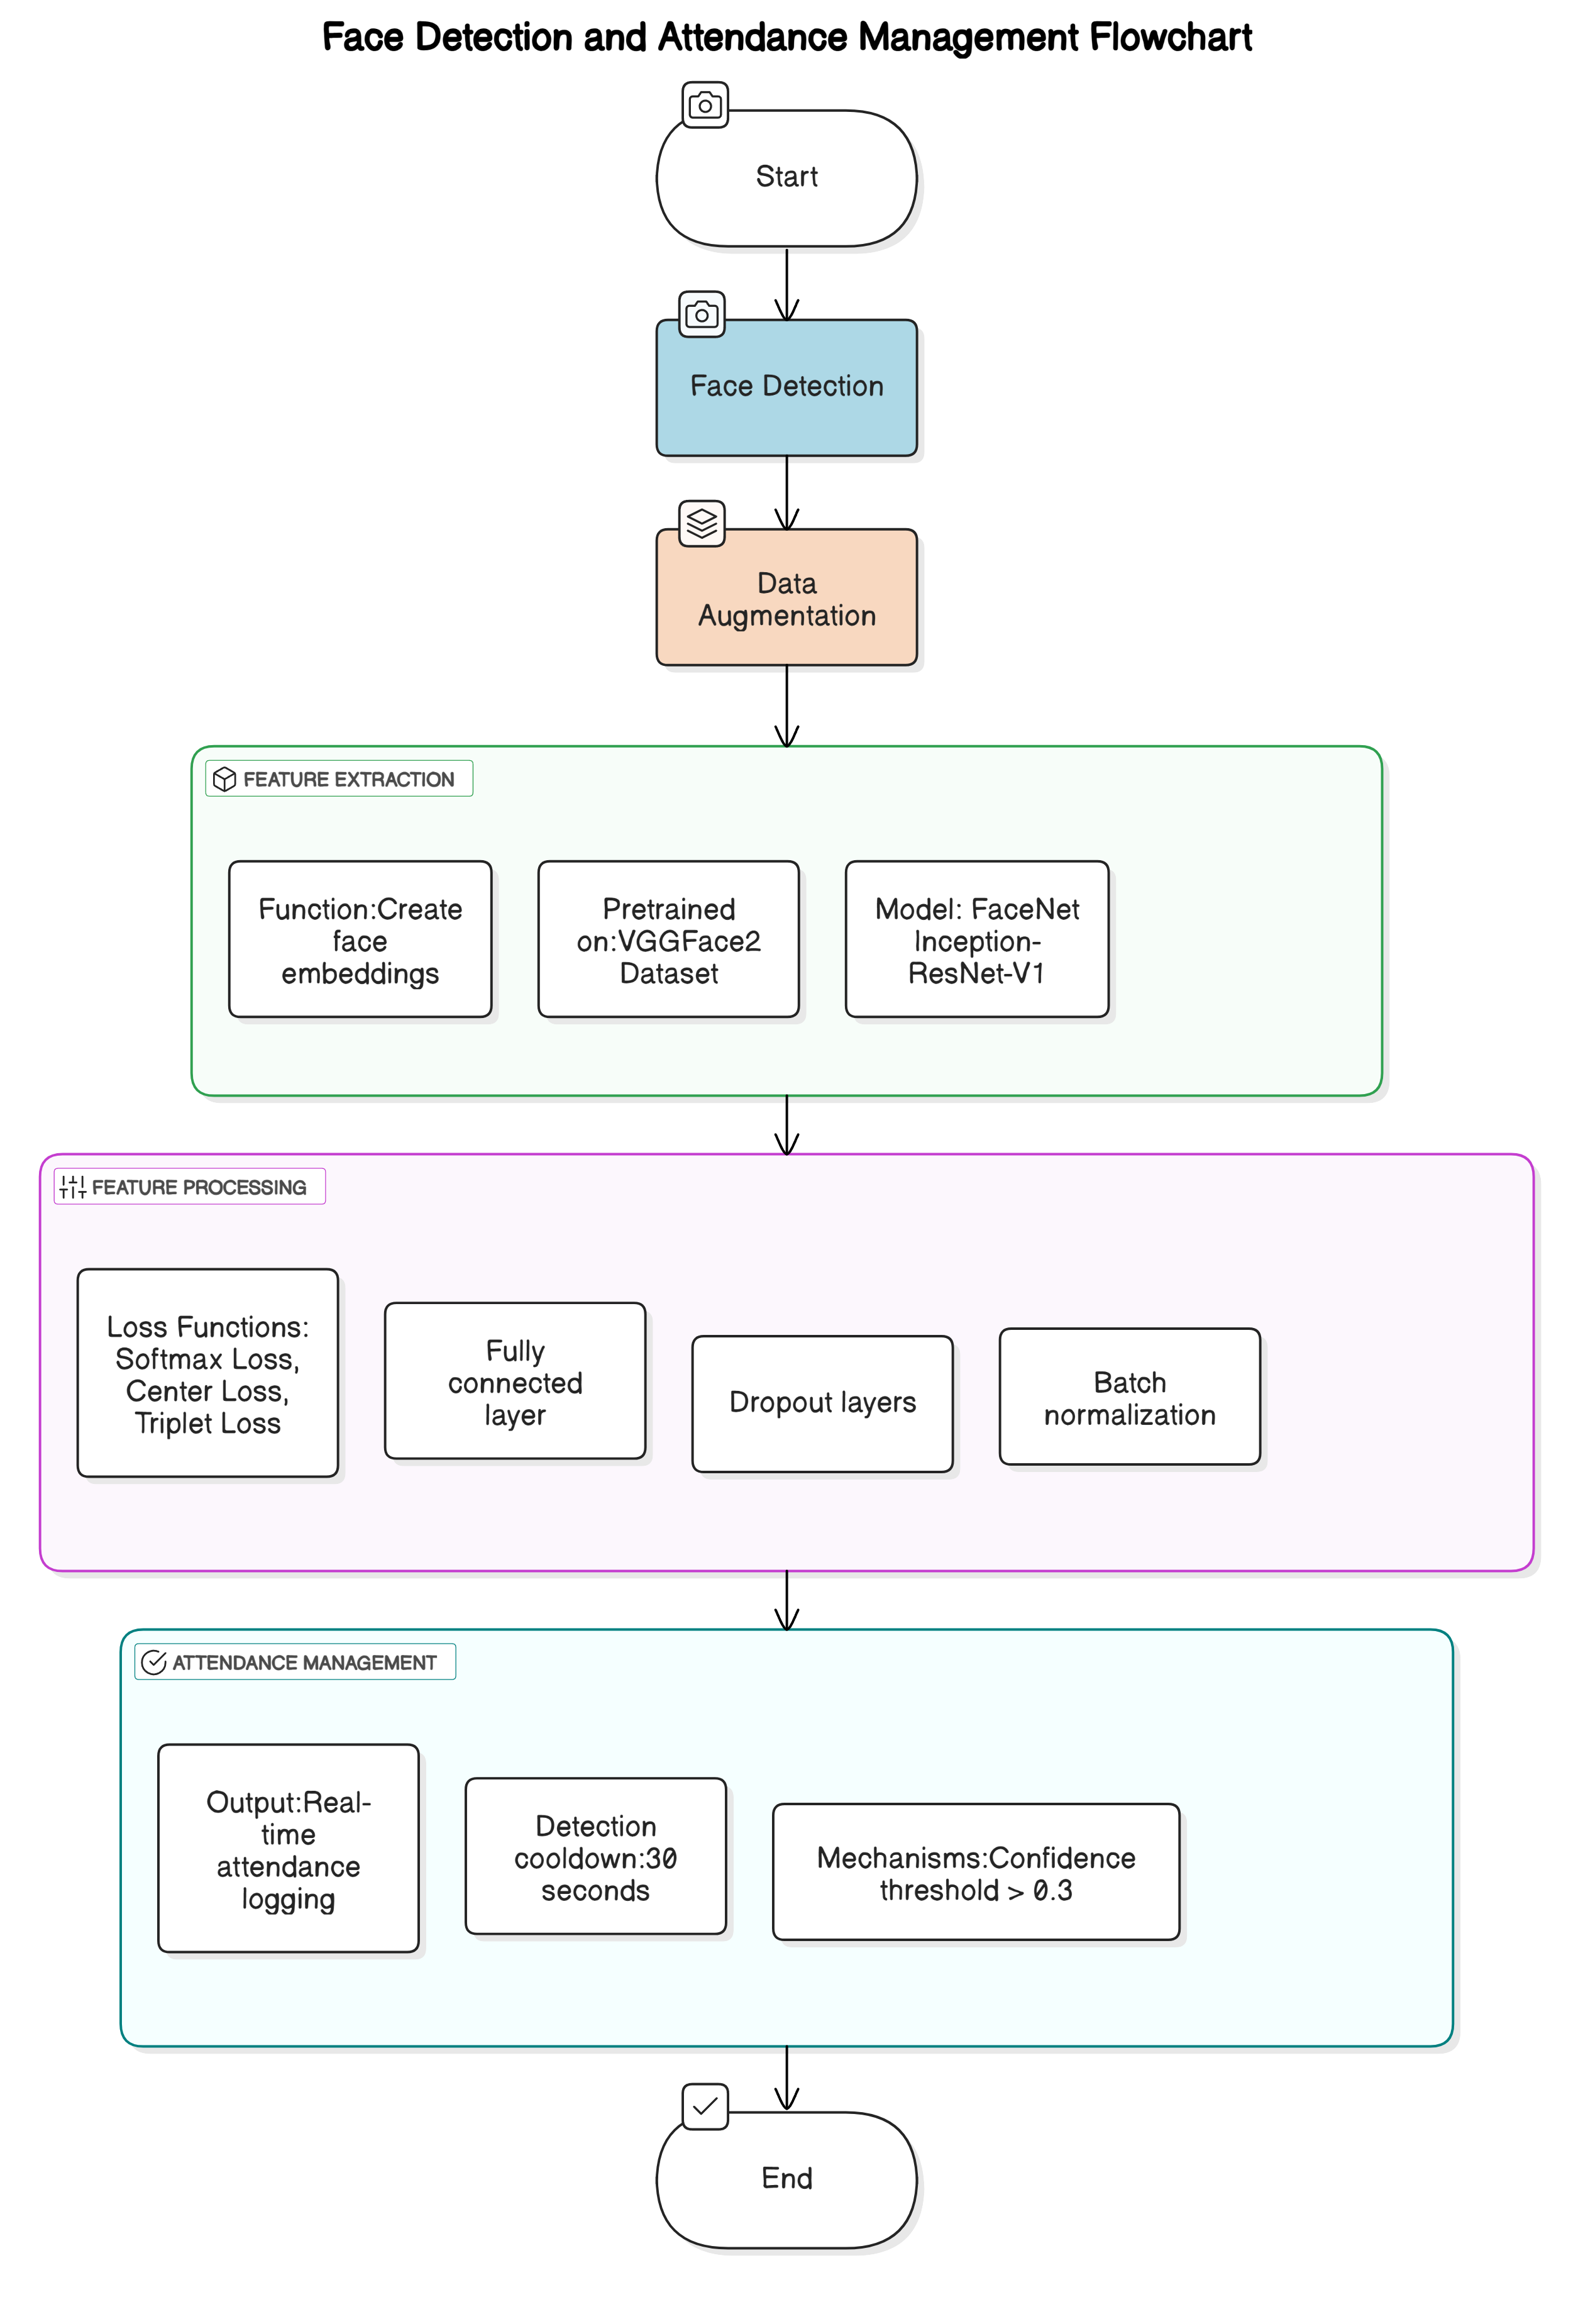 Face Detection and Attendance Management Flowchart
Start
Face Detection
Data
Augmentation
FEATURE EXTRACTION
Function:Create
face
embeddings
Pretrained
on:VGGFace2
Dataset
Model: FaceNet
Inception-
ResNet-V1
FEATURE PROCESSING
Loss Functions:
Softmax Loss,
Center Loss,
Triplet Loss
Fully
connected
layer
Dropout layers
Batch
normalization
ATTENDANCE MANAGEMENT
Output:Real-
time
attendance
logging
Detection
cooldown:30
seconds
Mechanisms:Confidence
threshold > 0.3
End